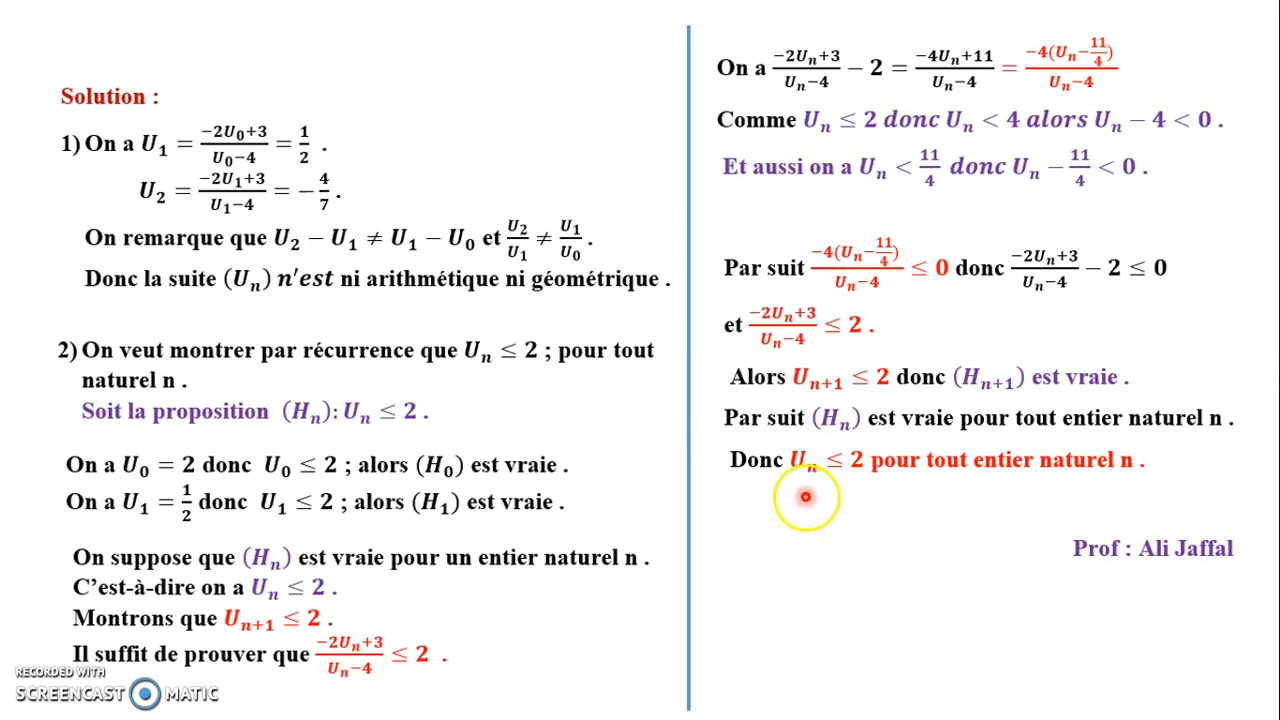 Solution :
1) On a U₁ = (-2U₀+3)/(U₀-4) = 1/2 .
U₂ = (-2U₁+3)/(U₁-4) = - 4/7 .
On remarque que U₂ - U₁ ≠ U₁ - U₀ et U₂/U₁ ≠ U₁/U₀ .
Donc la suite (Uₙ) n'est ni arithmétique ni géométrique .
2) On veut montrer par récurrence que Uₙ ≤ 2 ; pour tout
naturel n .
Soit la proposition (Hₙ): Uₙ ≤ 2 .
On a U₀ = 2 donc U₀ ≤ 2 ; alors (H₀) est vraie .
On a U₁ = 1/2 donc U₁ ≤ 2 ; alors (H₁) est vraie .
On suppose que (Hₙ) est vraie pour un entier naturel n .
C'est-à-dire on a Uₙ ≤ 2 .
Montrons que Uₙ₊₁ ≤ 2 .
Il suffit de prouver que (-2Uₙ+3)/(Uₙ-4) ≤ 2 .
RECORDED WITH
SCREENCAST MATIC
On a (-2Uₙ+3)/(Uₙ-4) - 2 = (-4Uₙ+11)/(Uₙ-4) = (-4(Uₙ-11/4))/(Uₙ-4)
Comme Uₙ ≤ 2 donc Uₙ < 4 alors Uₙ - 4 < 0 .
Et aussi on a Uₙ < 11/4 donc Uₙ - 11/4 < 0 .
Par suit (-4(Uₙ-11/4))/(Uₙ-4) ≤ 0 donc (-2Uₙ+3)/(Uₙ-4) - 2 ≤ 0
et (-2Uₙ+3)/(Uₙ-4) ≤ 2 .
Alors Uₙ₊₁ ≤ 2 donc (Hₙ₊₁) est vraie .
Par suit (Hₙ) est vraie pour tout entier naturel n .
Donc Uₙ ≤ 2 pour tout entier naturel n .
Prof : Ali Jaffal